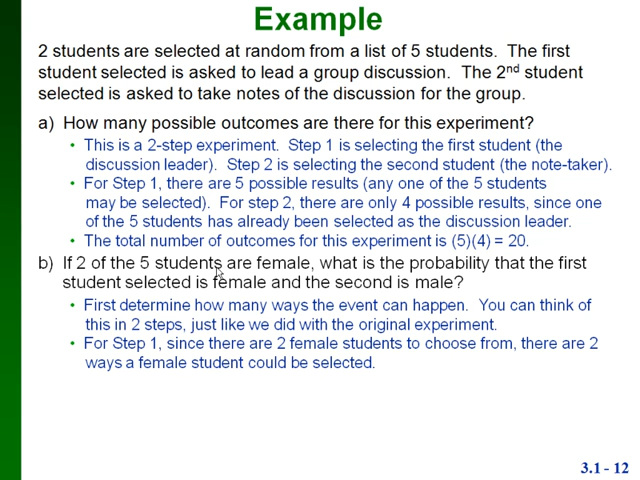 Example
2 students are selected at random from a list of 5 students. The first
student selected is asked to lead a group discussion. The 2nd student
selected is asked to take notes of the discussion for the group.
a) How many possible outcomes are there for this experiment?
• This is a 2-step experiment. Step 1 is selecting the first student (the
discussion leader). Step 2 is selecting the second student (the note-taker).
• For Step 1, there are 5 possible results (any one of the 5 students
may be selected). For step 2, there are only 4 possible results, since one
of the 5 students has already been selected as the discussion leader.
• The total number of outcomes for this experiment is (5)(4) = 20.
b) If 2 of the 5 students are female, what is the probability that the first
student selected is female and the second is male?
• First determine how many ways the event can happen. You can think of
this in 2 steps, just like we did with the original experiment.
• For Step 1, since there are 2 female students to choose from, there are 2
ways a female student could be selected.
3.1 - 12